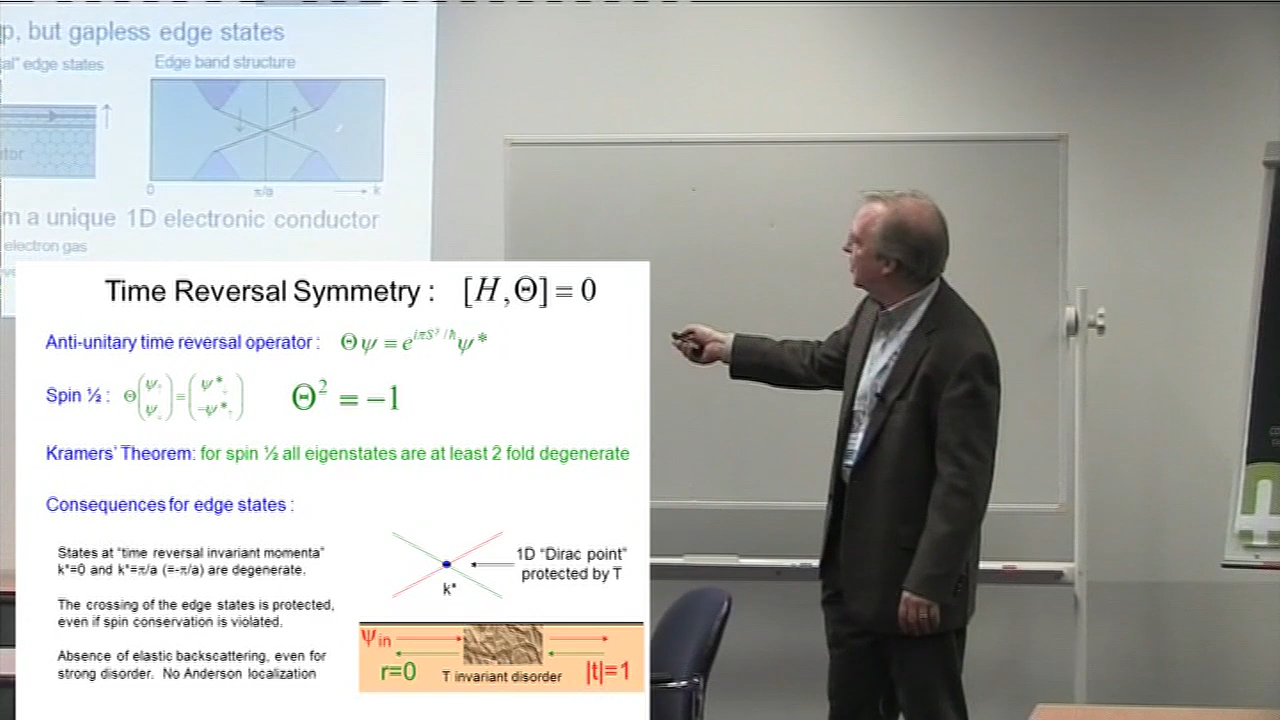 p, but gapless edge states
al" edge states
Edge band structure
tor
0
π/a
k
m a unique 1D electronic conductor
electron gas
Time Reversal Symmetry : [H,Θ]=0
Anti-unitary time reversal operator : Θψ ≡ e^{iπS^y/ħ}ψ*
Spin ½ : Θ(ψ↑ ψ↓) = (ψ*↓ -ψ*↑) Θ² = −1
Kramers' Theorem: for spin ½ all eigenstates are at least 2 fold degenerate
Consequences for edge states :
States at "time reversal invariant momenta"
k*=0 and k*=π/a (=-π/a) are degenerate.
The crossing of the edge states is protected,
even if spin conservation is violated.
Absence of elastic backscattering, even for
strong disorder. No Anderson localization
1D "Dirac point"
protected by T
k*
ψin
r=0
T invariant disorder
|t|=1